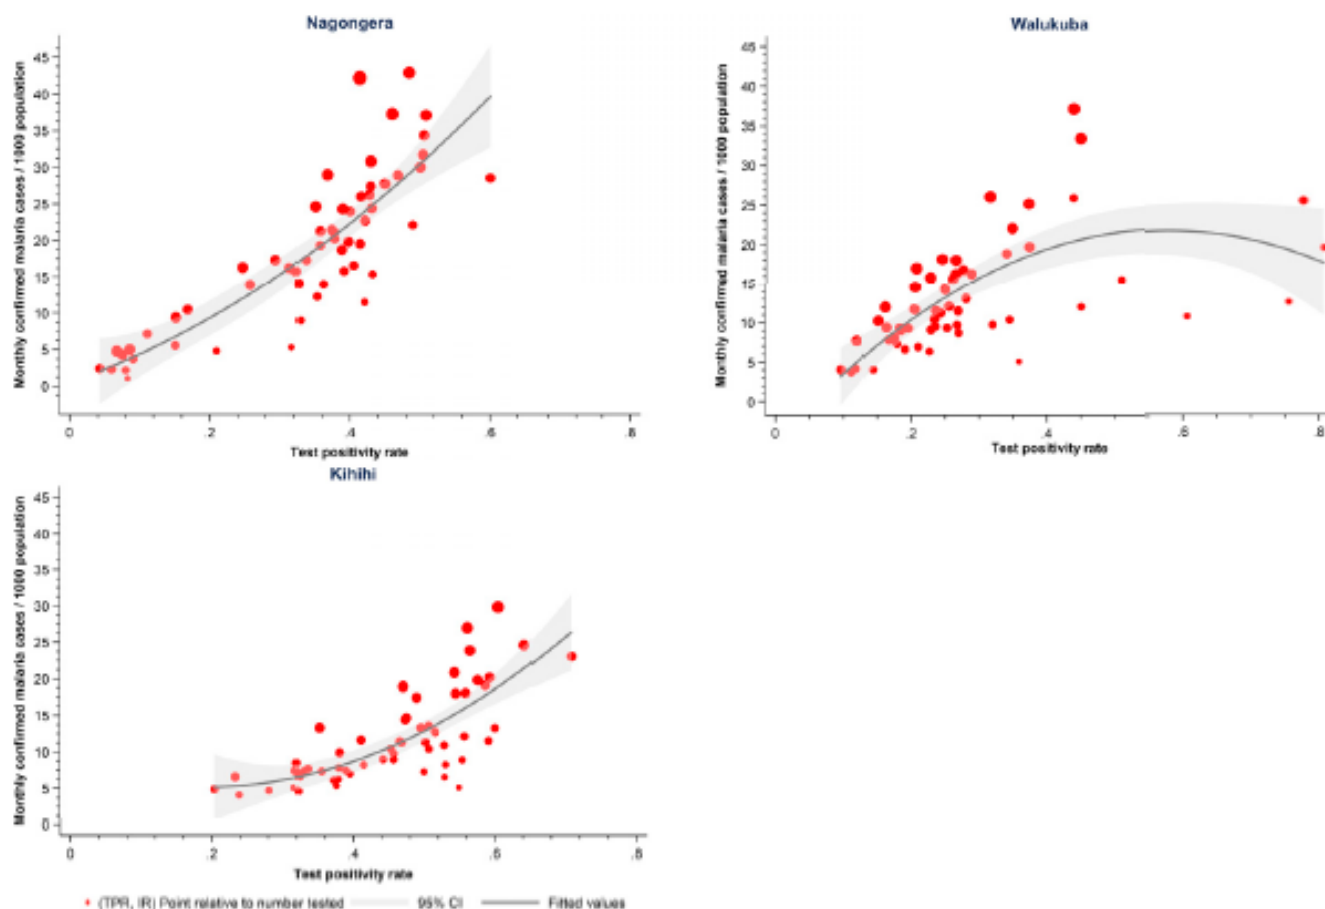 Nagongera
Monthly confirmed malaria cases / 1000 population
45
40
35
30
25
20
15
10
5
0
0 .2 .4 .6 .8
Test positivity rate
Walukuba
Monthly confirmed malaria cases / 1000 population
45
40
35
30
25
20
15
10
5
0
0 .2 .4 .6 .8
Test positivity rate
Kihihi
Monthly confirmed malaria cases / 1000 population
45
40
35
30
25
20
15
10
5
0
0 .2 .4 .6 .8
Test positivity rate
(TPR, IR) Point relative to number tested 95% CI Fitted values